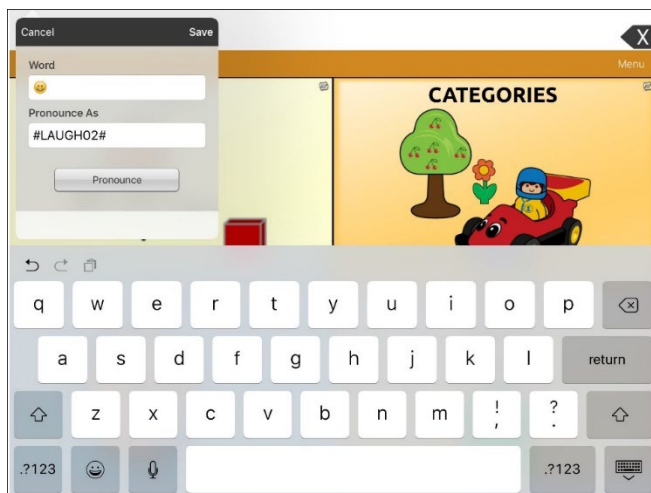 Cancel Save
X
Menu
Word
😀
Pronounce As
#LAUGH02#
Pronounce
CATEGORIES
q w e r t y u i o p
a s d f g h j k l return
z x c v b n m ! , ? .
.?123 .?123